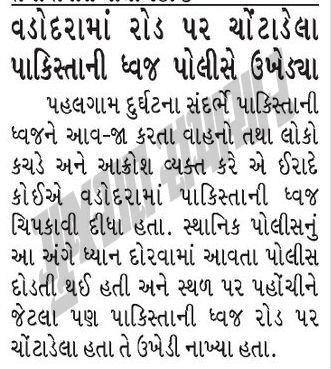 વડોદરામાં રોડ પર ચોંટાડેલા
પાકિસ્તાની ધ્વજ પોલીસે ઉખેડ્યા
પહલગામ દુર્ઘટના સંદર્ભે પાકિસ્તાની
ધ્વજને આવ-જા કરતા વાહનો તથા લોકો
કચડે અને આક્રોશ વ્યક્ત કરે એ ઈરાદે
કોઈએ વડોદરામાં પાકિસ્તાની ધ્વજ
ચિપકાવી દીધા હતા. સ્થાનિક પોલીસનું
આ અંગે ધ્યાન દોરવામાં આવતા પોલીસ
દોડતી થઈ હતી અને સ્થળ પર પહોંચીને
જેટલા પણ પાકિસ્તાની ધ્વજ રોડ પર
ચોંટાડેલા હતા તે ઉખેડી નાખ્યા હતા.